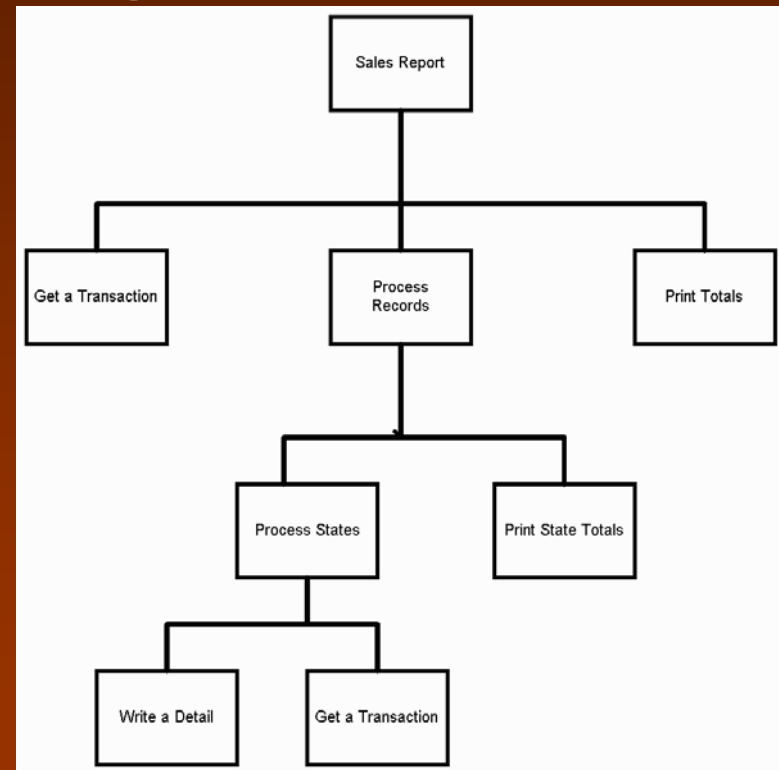 Sales Report
Get a Transaction
Process
Records
Print Totals
Process States
Print State Totals
Write a Detail
Get a Transaction